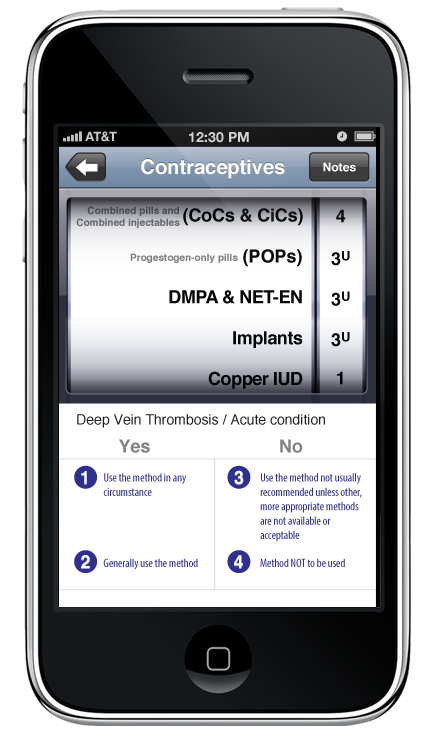 AT&T 12:30 PM
Contraceptives Notes
Combined pills and
Combined injectables (CoCs & CiCs) 4
Progestogen-only pills (POPs) 3U
DMPA & NET-EN 3U
Implants 3U
Copper IUD 1
Deep Vein Thrombosis / Acute condition
Yes No
1 Use the method in any
circumstance
3 Use the method not usually
recommended unless other,
more appropriate methods
are not available or
acceptable
2 Generally use the method
4 Method NOT to be used